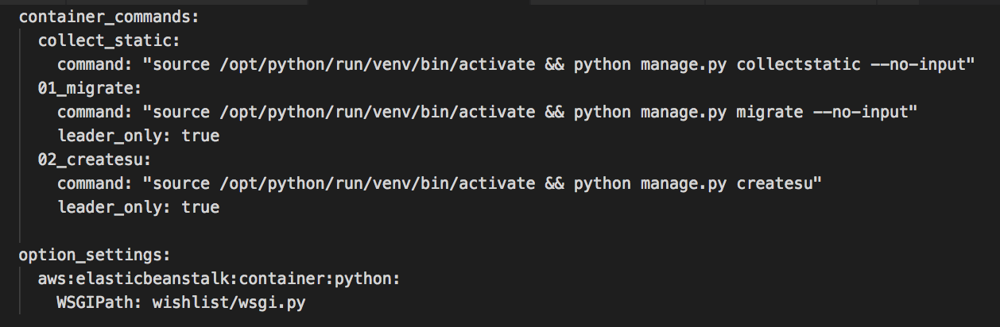 container_commands:
  collect_static:
    command: "source /opt/python/run/venv/bin/activate && python manage.py collectstatic --no-input"
  01_migrate:
    command: "source /opt/python/run/venv/bin/activate && python manage.py migrate --no-input"
    leader_only: true
  02_createsu:
    command: "source /opt/python/run/venv/bin/activate && python manage.py createsu"
    leader_only: true

option_settings:
  aws:elasticbeanstalk:container:python:
    WSGIPath: wishlist/wsgi.py